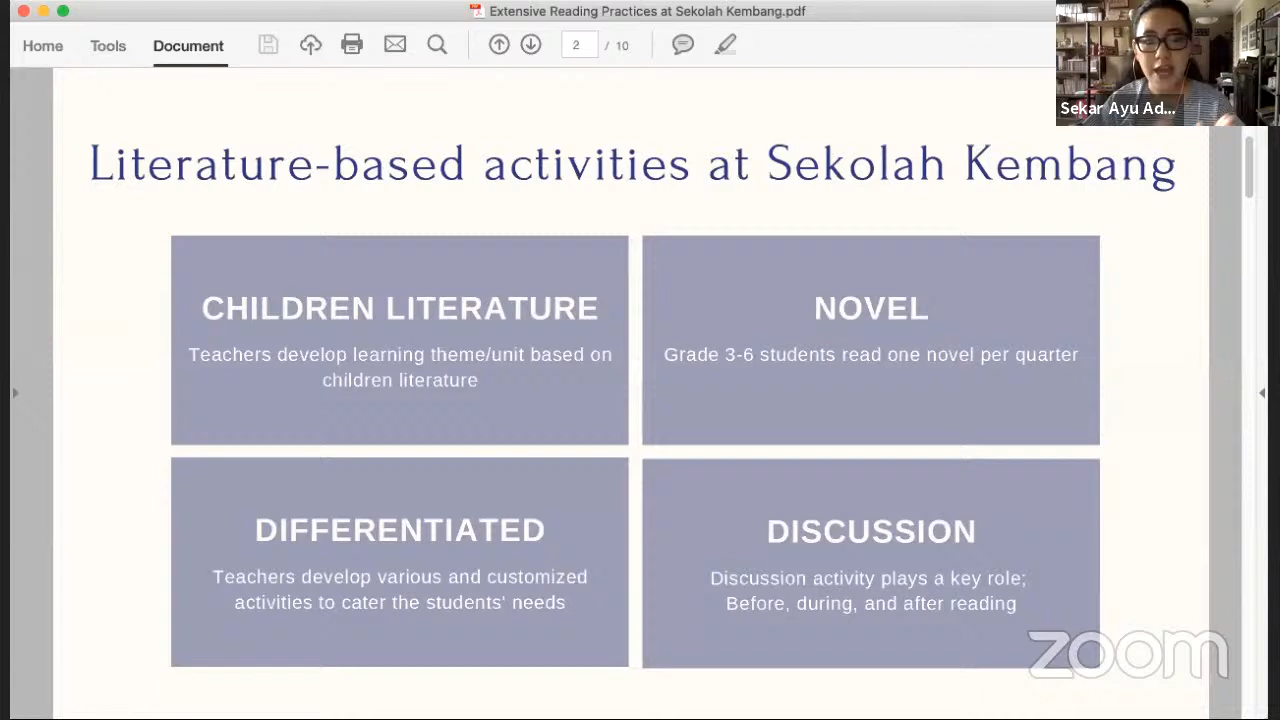 Extensive Reading Practices at Sekolah Kembang.pdf
Home Tools Document 2 / 10
Sekar Ayu Ad...
Literature-based activities at Sekolah Kembang
CHILDREN LITERATURE
Teachers develop learning theme/unit based on
children literature
NOVEL
Grade 3-6 students read one novel per quarter
DIFFERENTIATED
Teachers develop various and customized
activities to cater the students' needs
DISCUSSION
Discussion activity plays a key role;
Before, during, and after reading
zoom